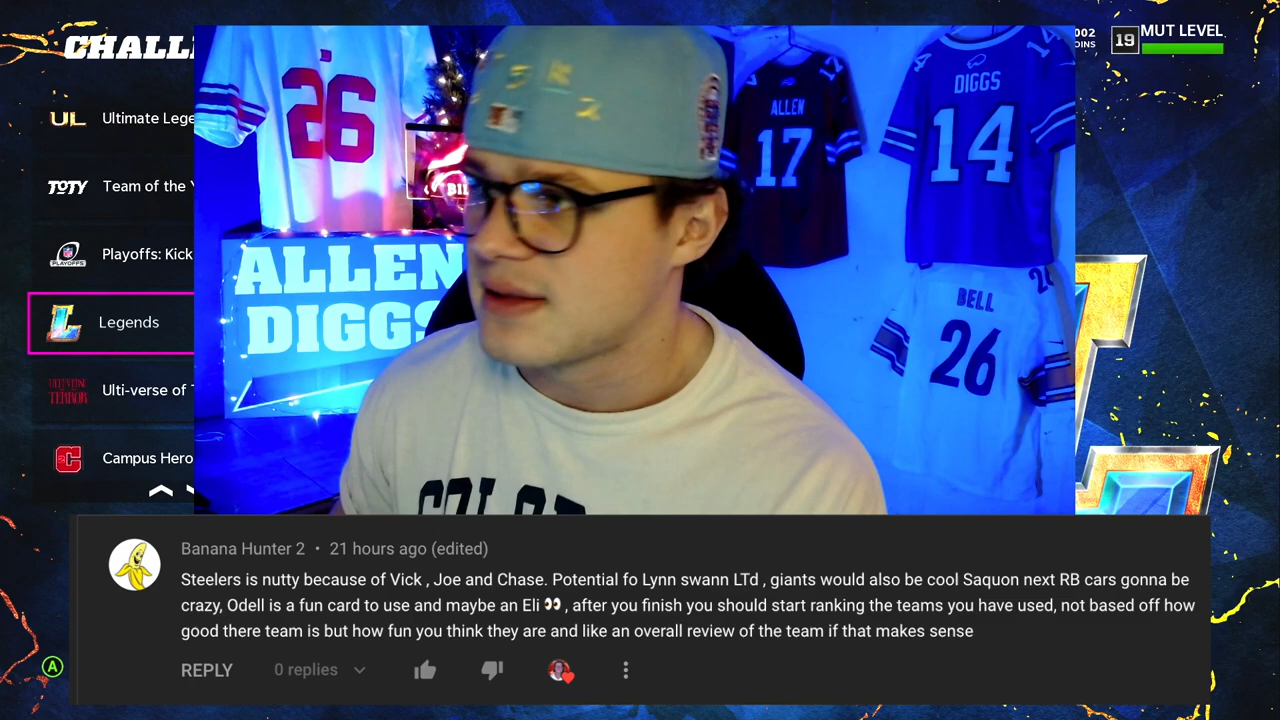 CHALL
002
OINS
19
MUT LEVEL
UL Ultimate Lege
TOTY Team of the Y
PLAYOFFS Playoffs: Kick
L Legends
Ulti-verse of T
C Campus Hero
26
BIL
ALLEN
17
DIGGS
14
BELL
26
ALLEN
DIGGS
Banana Hunter 2 • 21 hours ago (edited)
Steelers is nutty because of Vick , Joe and Chase. Potential fo Lynn swann LTd , giants would also be cool Saquon next RB cars gonna be
crazy, Odell is a fun card to use and maybe an Eli 👀 , after you finish you should start ranking the teams you have used, not based off how
good there team is but how fun you think they are and like an overall review of the team if that makes sense
A REPLY 0 replies